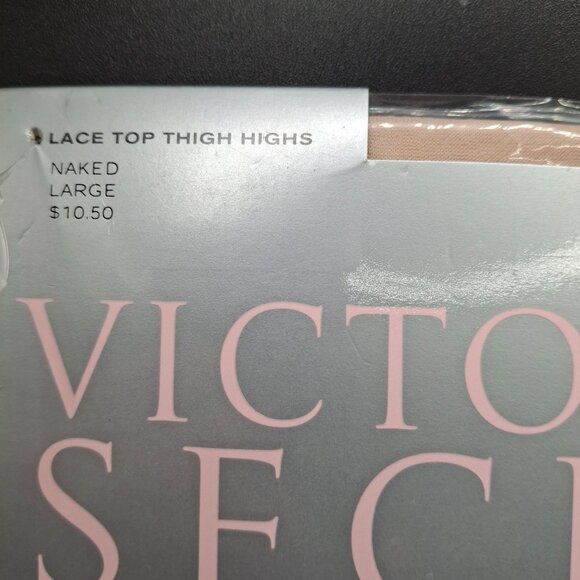 LACE TOP THIGH HIGHS
NAKED
LARGE
$10.50
VICTO
SEC